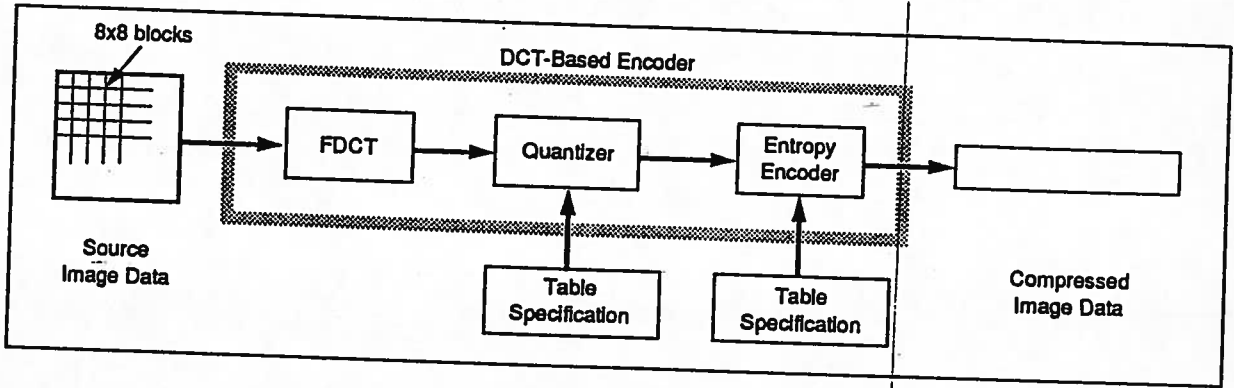 8x8 blocks
DCT-Based Encoder
FDCT
Quantizer
Entropy
Encoder
Source
Image Data
Table
Specification
Table
Specification
Compressed
Image Data